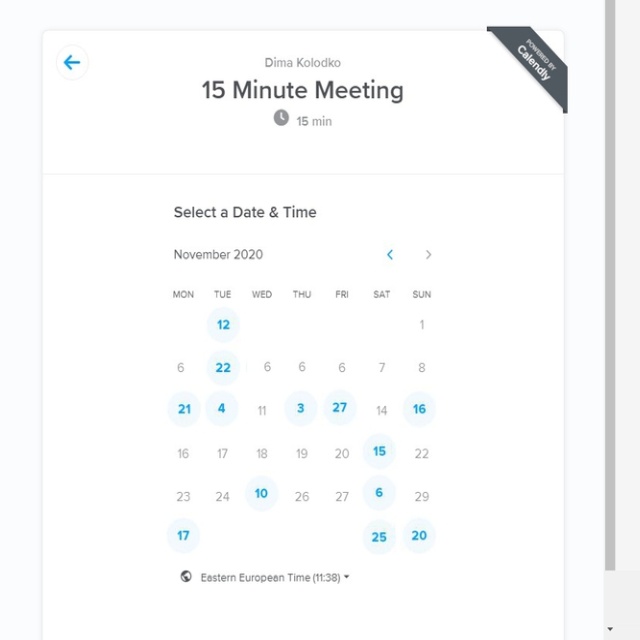 POWERED BY
Calendly
Dima Kolodko
15 Minute Meeting
15 min
Select a Date & Time
November 2020
MON TUE WED THU FRI SAT SUN
12 1
6 22 6 6 6 7 8
21 4 11 3 27 14 16
16 17 18 19 20 15 22
23 24 10 26 27 6 29
17 25 20
Eastern European Time (11:38)